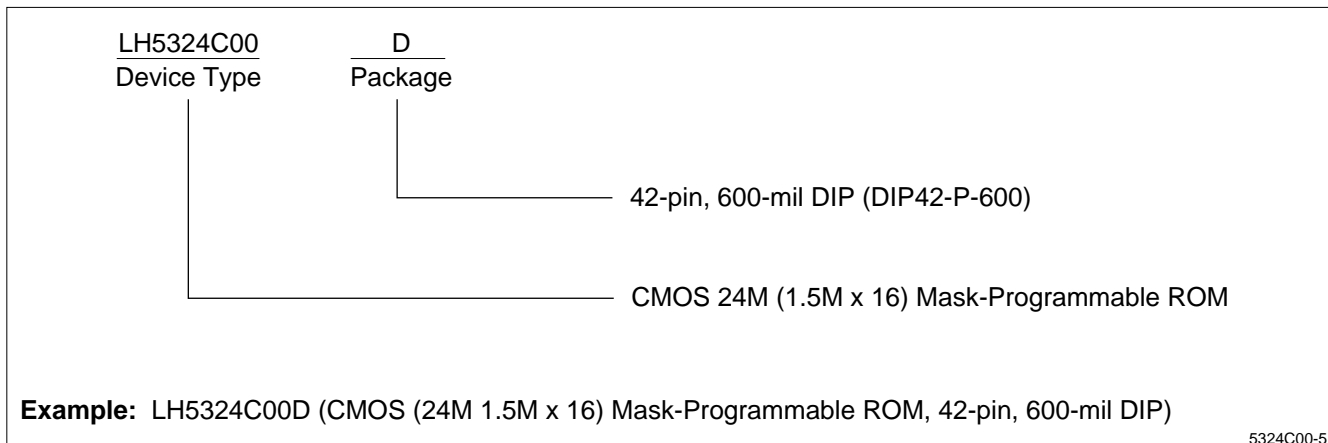 LH5324C00 D
Device Type Package
42-pin, 600-mil DIP (DIP42-P-600)
CMOS 24M (1.5M x 16) Mask-Programmable ROM
Example: LH5324C00D (CMOS (24M 1.5M x 16) Mask-Programmable ROM, 42-pin, 600-mil DIP)
5324C00-5